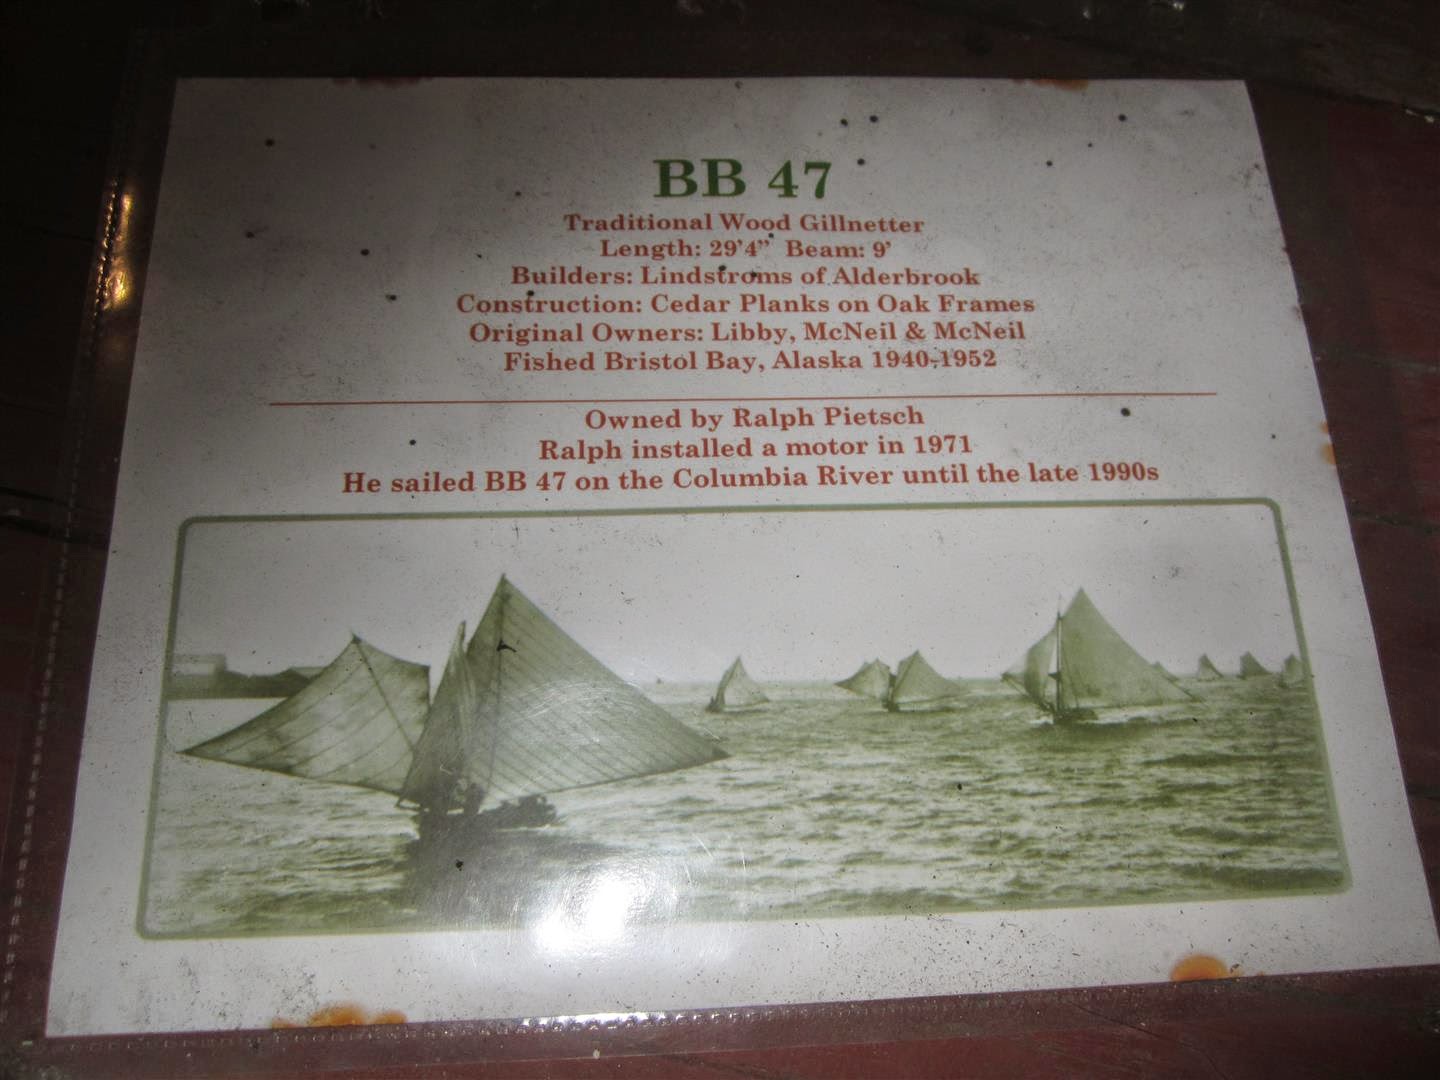 BB 47
Traditional Wood Gillnetter
Length: 29'4” Beam: 9'
Builders: Lindstroms of Alderbrook
Construction: Cedar Planks on Oak Frames
Original Owners: Libby, McNeil & McNeil
Fished Bristol Bay, Alaska 1940-1952
Owned by Ralph Pietsch
Ralph installed a motor in 1971
He sailed BB 47 on the Columbia River until the late 1990s